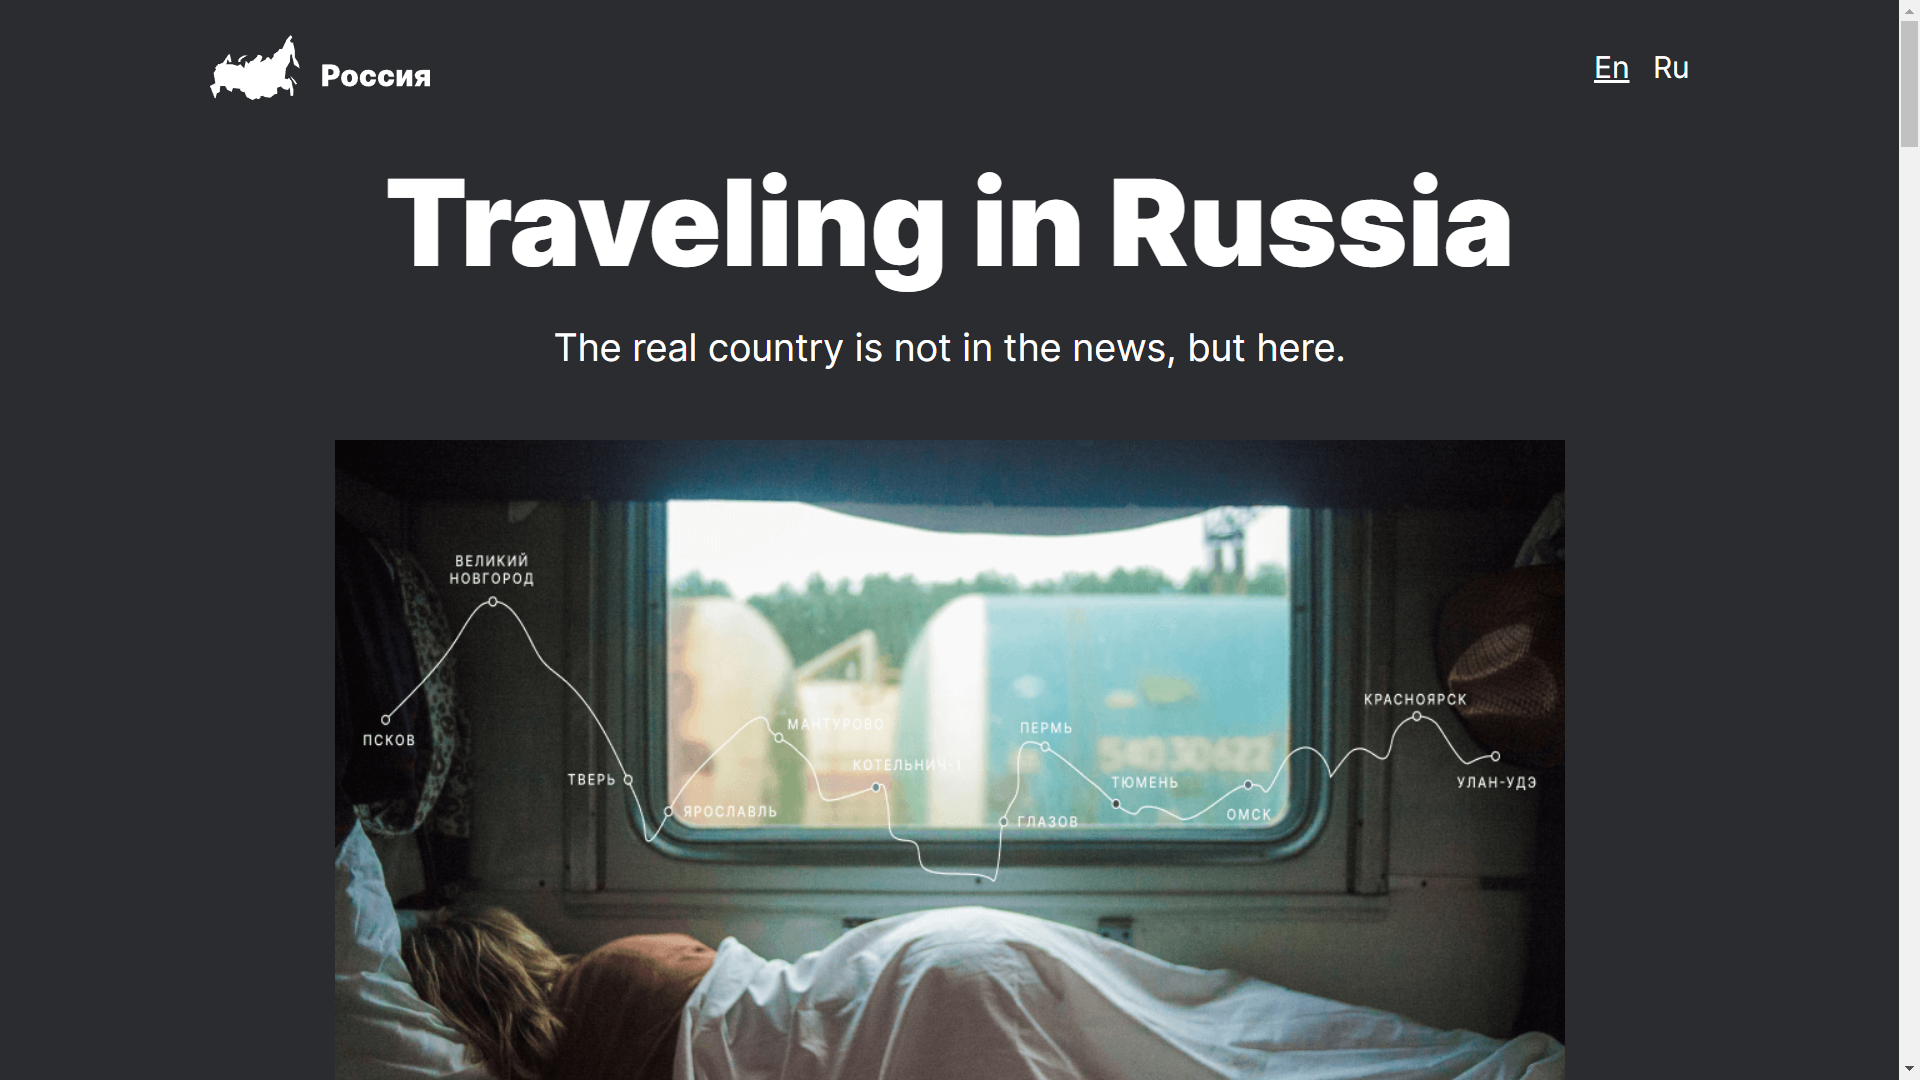 Россия
En Ru
Traveling in Russia
The real country is not in the news, but here.
ВЕЛИКИЙ
НОВГОРОД
ПСКОВ
ТВЕРЬ
ЯРОСЛАВЛЬ
МАНТУРОВО
КОТЕЛЬНИЧ-1
ГЛАЗОВ
ПЕРМЬ
ТЮМЕНЬ
ОМСК
КРАСНОЯРСК
УЛАН-УДЭ
54030622